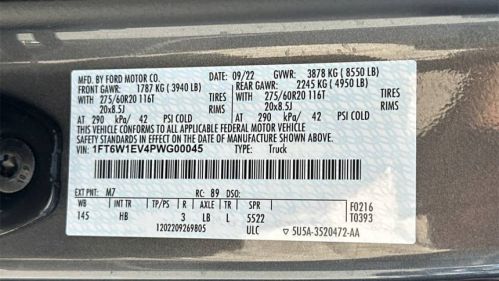 MFD. BY FORD MOTOR CO. DATE: 09/22 GVWR: 3878 KG ( 8550 LB)
FRONT GAWR: 1787 KG ( 3940 LB) REAR GAWR: 2245 KG ( 4950 LB)
WITH 275/60R20 116T TIRES WITH 275/60R20 116T TIRES
20x8.5J RIMS 20x8.5J RIMS
AT 290 kPa/ 42 PSI COLD AT 290 kPa/ 42 PSI COLD
THIS VEHICLE CONFORMS TO ALL APPLICABLE FEDERAL MOTOR VEHICLE
SAFETY STANDARDS IN EFFECT ON THE DATE OF MANUFACTURE SHOWN ABOVE.
VIN: 1FT6W1EV4PWG00045 TYPE: Truck
EXT PNT: M7 RC: 89 DSO:
WB INT TR TP/PS R AXLE TR SPR F0216
145 HB 3 LB L 5522 T0393
1202209269805 ULC 5U5A-3520472-AA